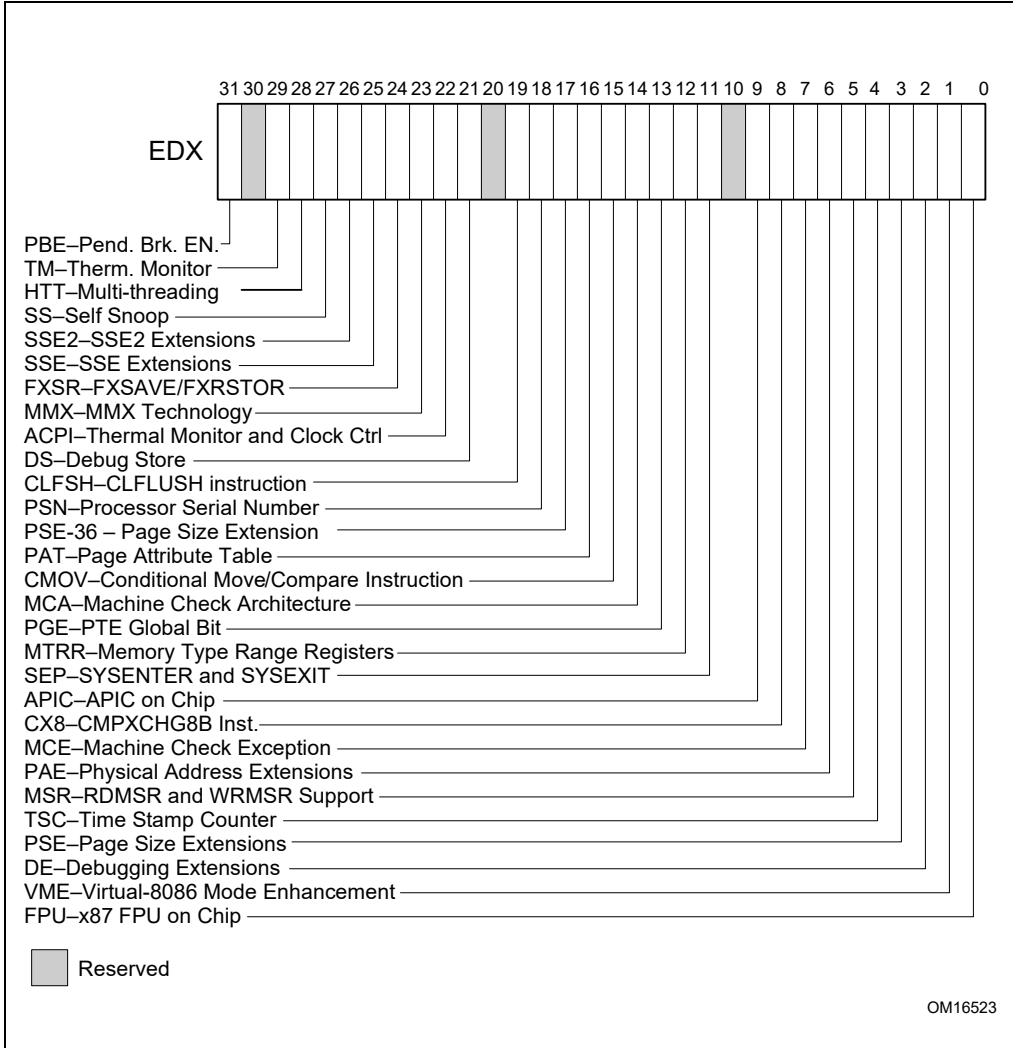 31 30 29 28 27 26 25 24 23 22 21 20 19 18 17 16 15 14 13 12 11 10 9 8 7 6 5 4 3 2 1 0
EDX
PBE–Pend. Brk. EN.
TM–Therm. Monitor
HTT–Multi-threading
SS–Self Snoop
SSE2–SSE2 Extensions
SSE–SSE Extensions
FXSR–FXSAVE/FXRSTOR
MMX–MMX Technology
ACPI–Thermal Monitor and Clock Ctrl
DS–Debug Store
CLFSH–CLFLUSH instruction
PSN–Processor Serial Number
PSE-36 – Page Size Extension
PAT–Page Attribute Table
CMOV–Conditional Move/Compare Instruction
MCA–Machine Check Architecture
PGE–PTE Global Bit
MTRR–Memory Type Range Registers
SEP–SYSENTER and SYSEXIT
APIC–APIC on Chip
CX8–CMPXCHG8B Inst.
MCE–Machine Check Exception
PAE–Physical Address Extensions
MSR–RDMSR and WRMSR Support
TSC–Time Stamp Counter
PSE–Page Size Extensions
DE–Debugging Extensions
VME–Virtual-8086 Mode Enhancement
FPU–x87 FPU on Chip
Reserved
OM16523